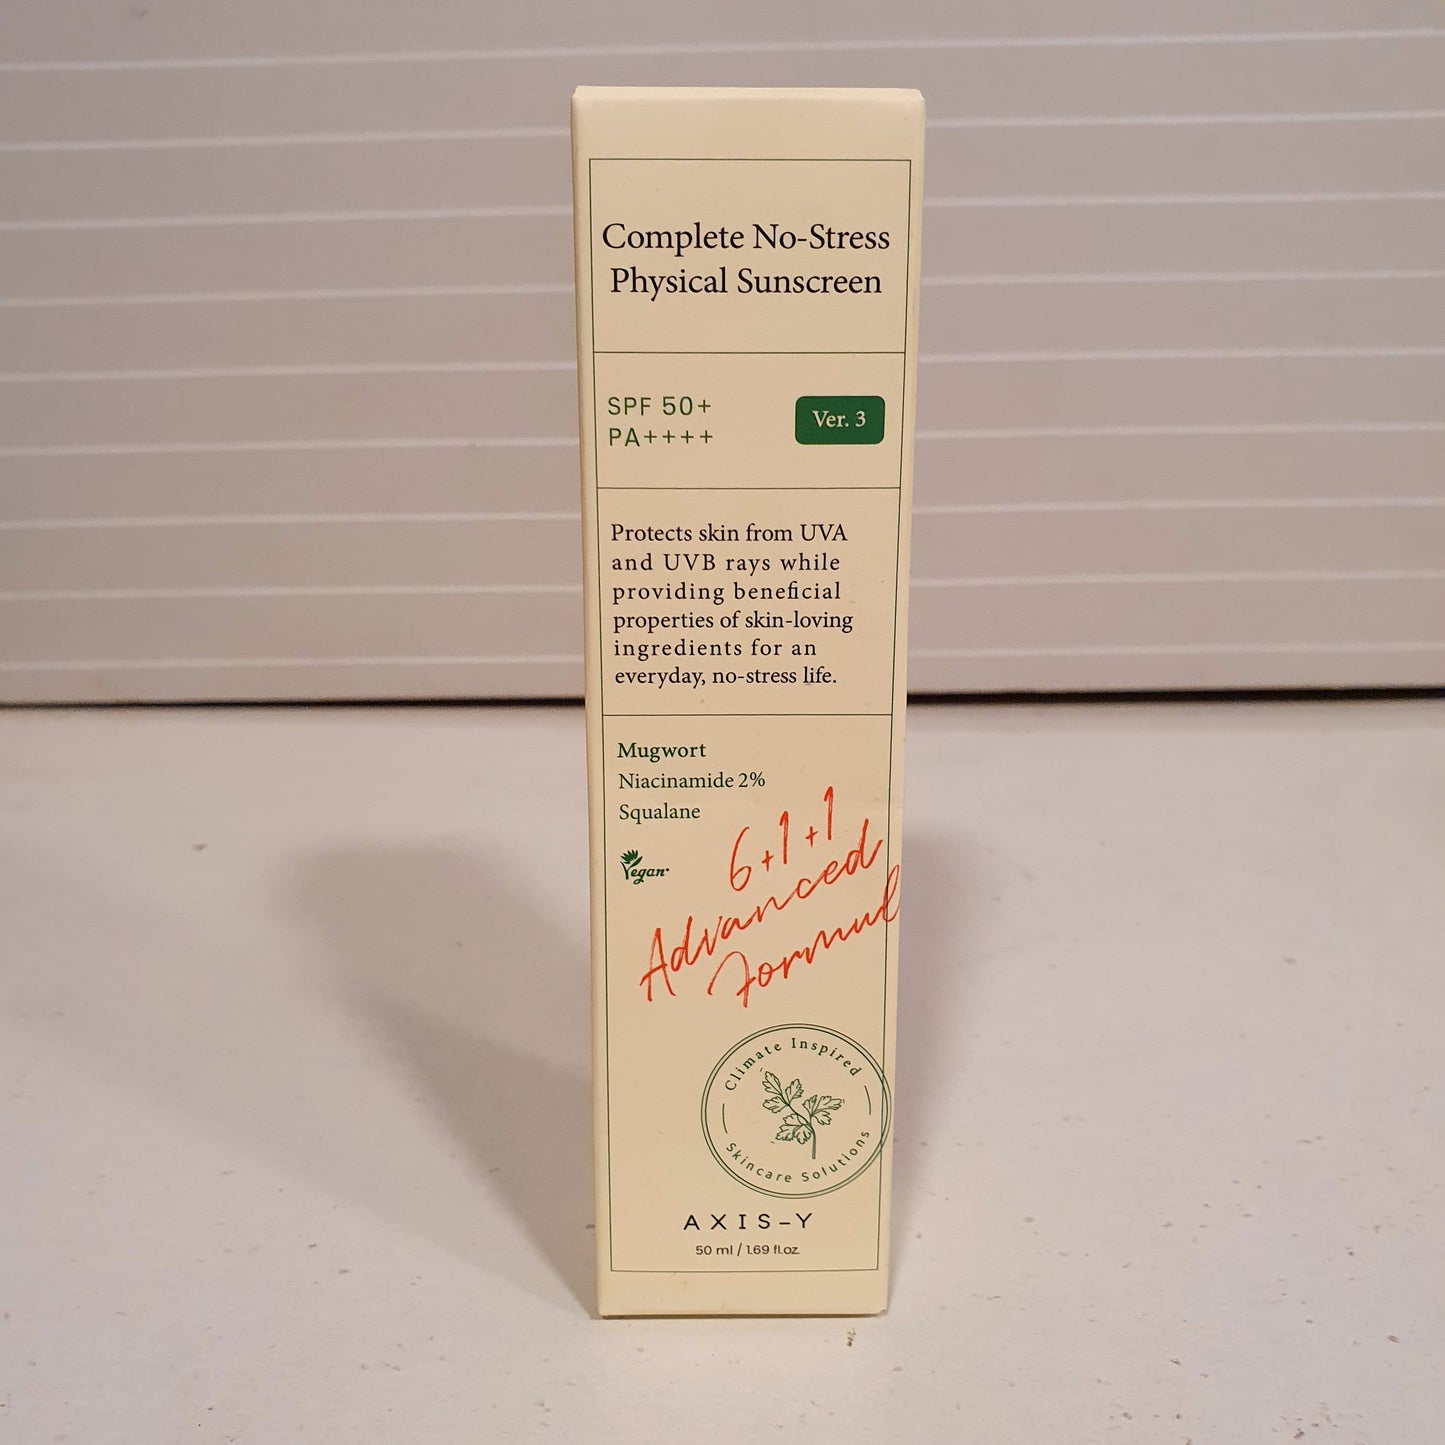 Complete No-Stress
Physical Sunscreen
SPF 50+
PA++++
Ver. 3
Protects skin from UVA
and UVB rays while
providing beneficial
properties of skin-loving
ingredients for an
everyday, no-stress life.
Mugwort
Niacinamide 2%
Squalane
Vegan
6+1+1
Advanced
Formul
Climate Inspired
Skincare Solutions
AXIS-Y
50 ml / 1.69 fl.oz.